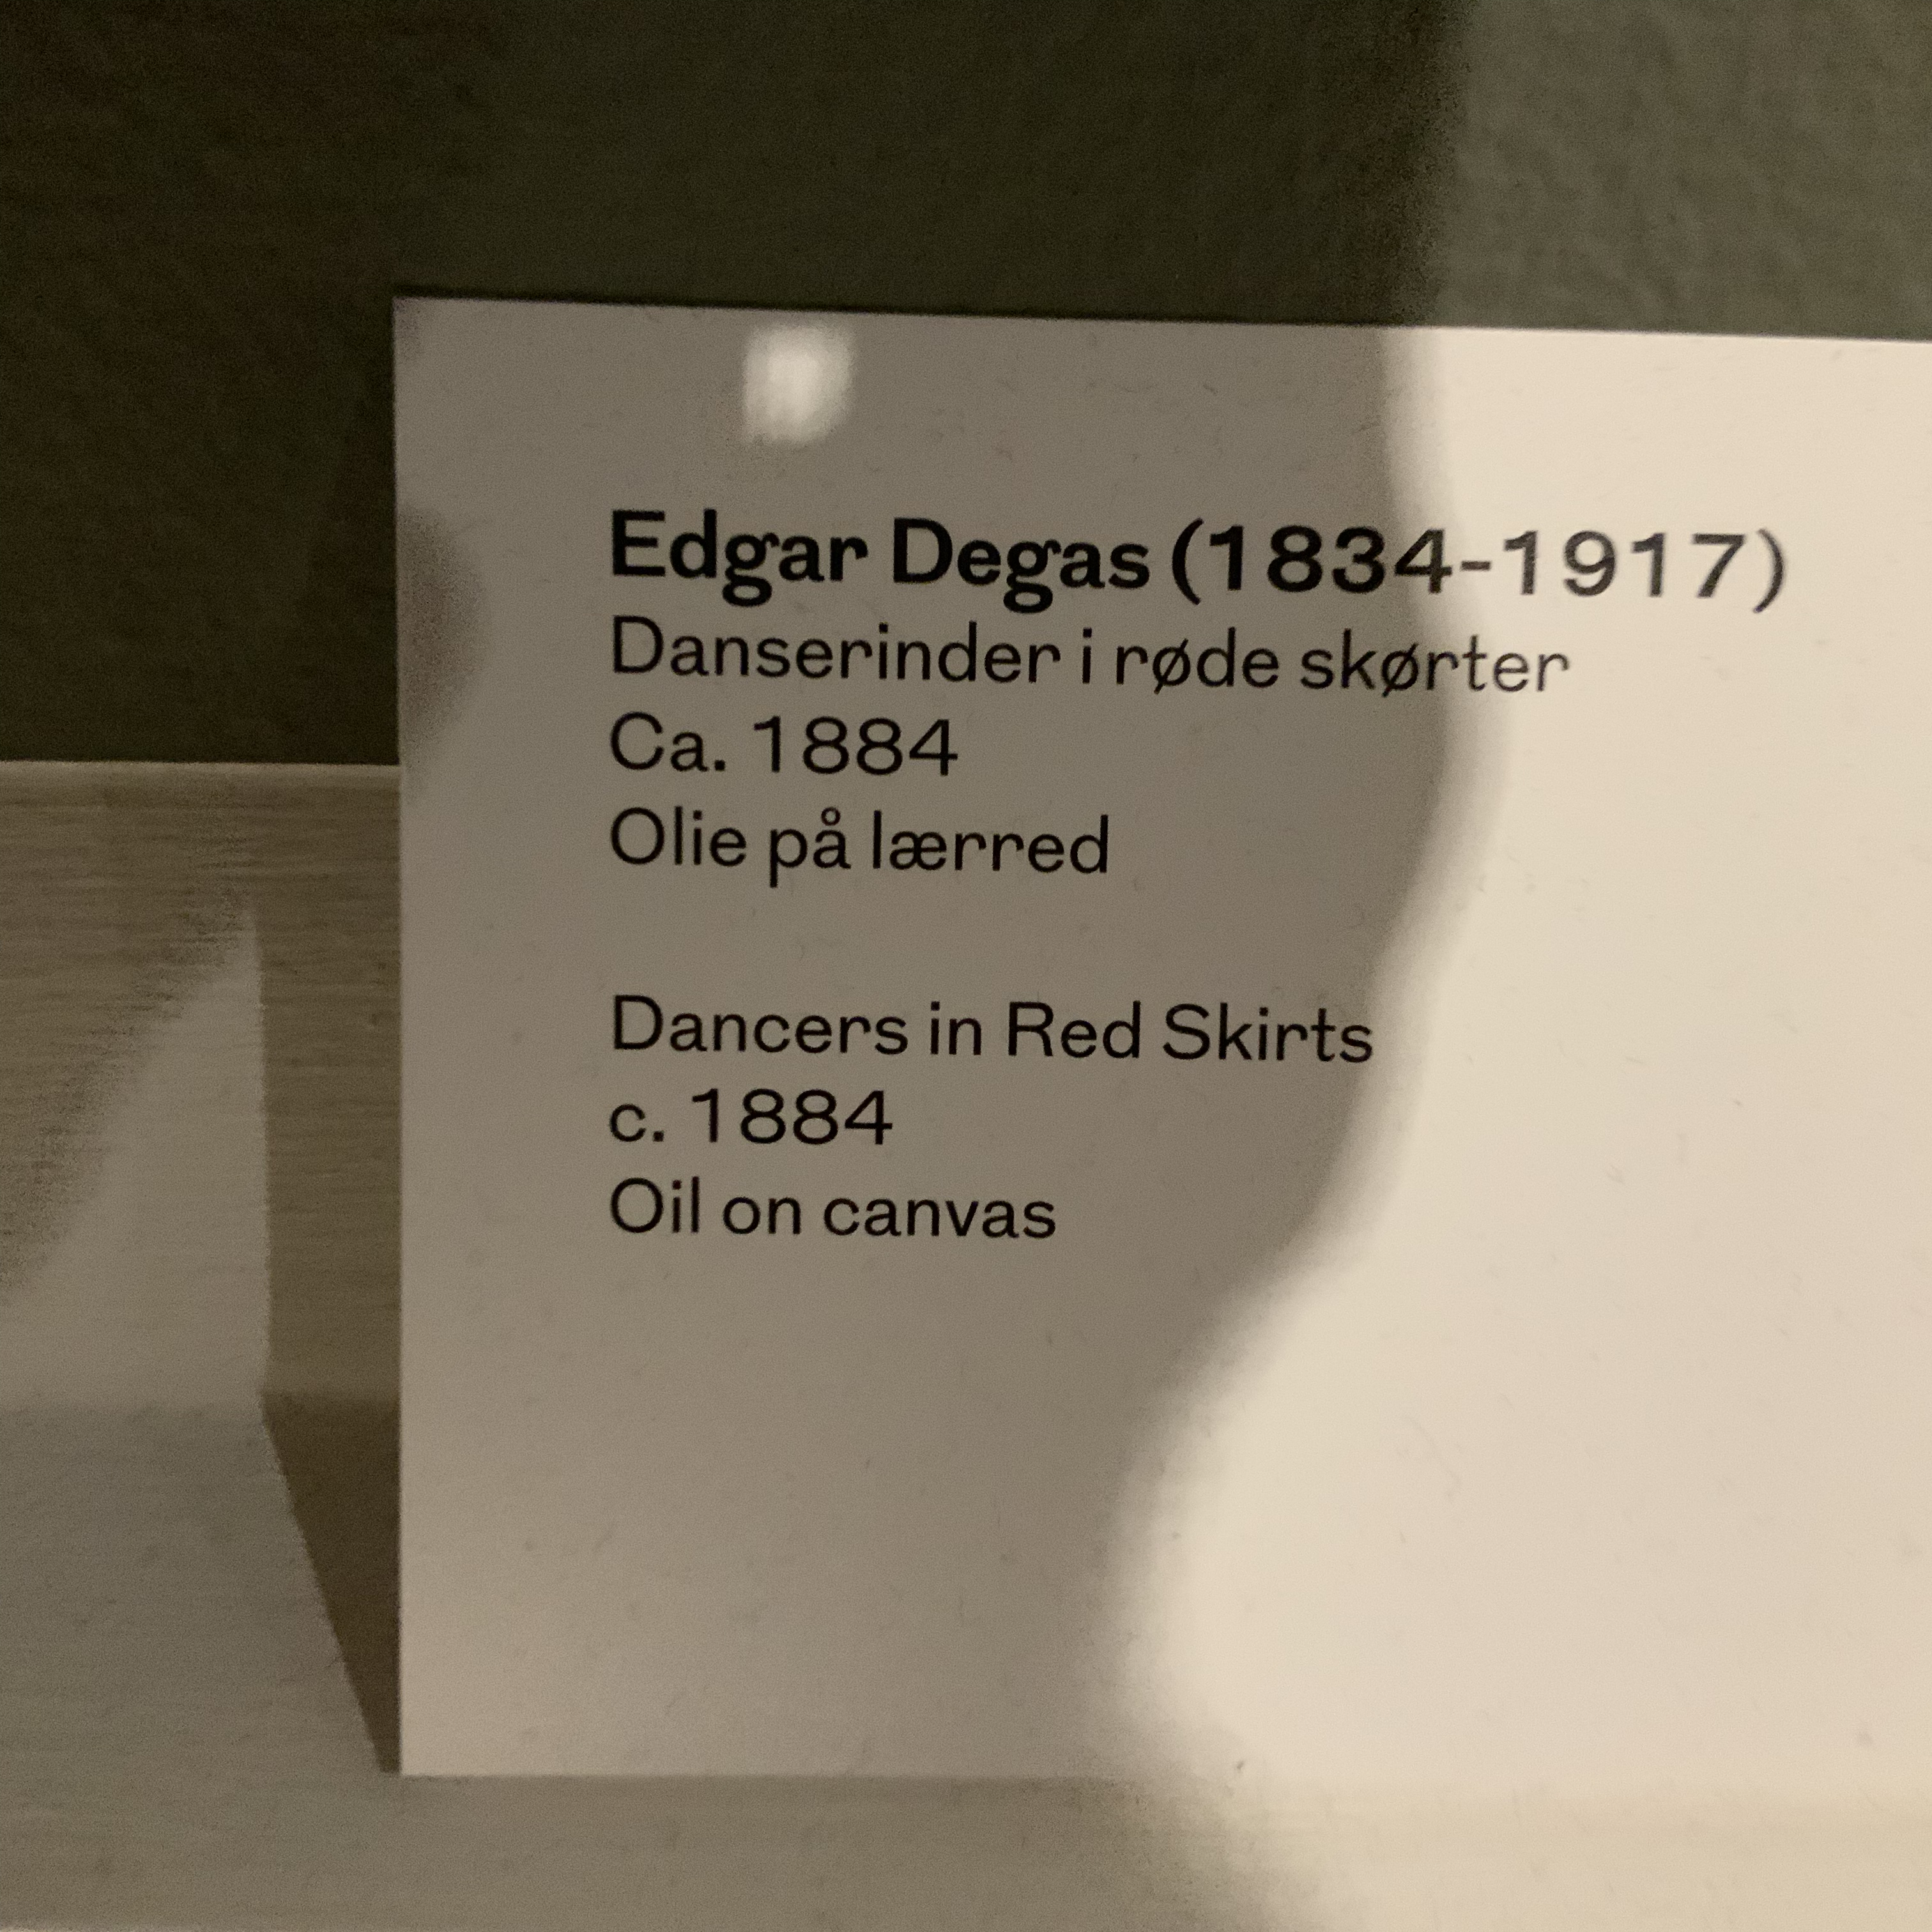 Edgar Degas (1834-1917)
Danserinder i røde skørter
Ca. 1884
Olie på lærred
Dancers in Red Skirts
c. 1884
Oil on canvas